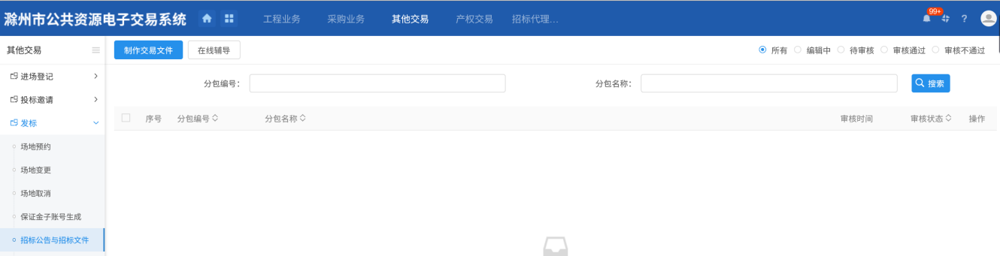 滁州市公共资源电子交易系统 工程业务 采购业务 其他交易 产权交易 招标代理... 99+ ?
其他交易 制作交易文件 在线辅导 所有 编辑中 待审核 审核通过 审核不通过
进场登记
分包编号： 分包名称： 搜索
投标邀请
发标
序号 分包编号 分包名称 审核时间 审核状态 操作
场地预约
场地变更
场地取消
保证金子账号生成
招标公告与招标文件